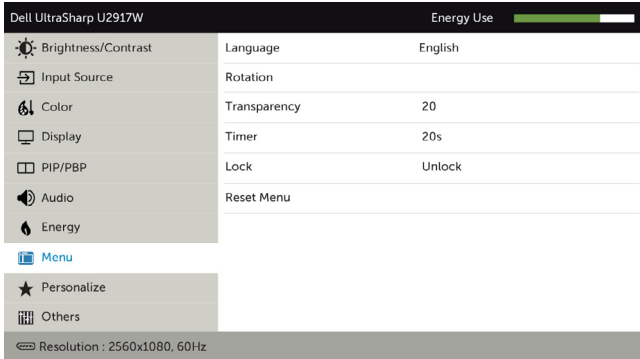 Dell UltraSharp U2917W Energy Use
Brightness/Contrast Language English
Input Source Rotation
Color Transparency 20
Display Timer 20s
PIP/PBP Lock Unlock
Audio Reset Menu
Energy
Menu
Personalize
Others
Resolution : 2560x1080, 60Hz